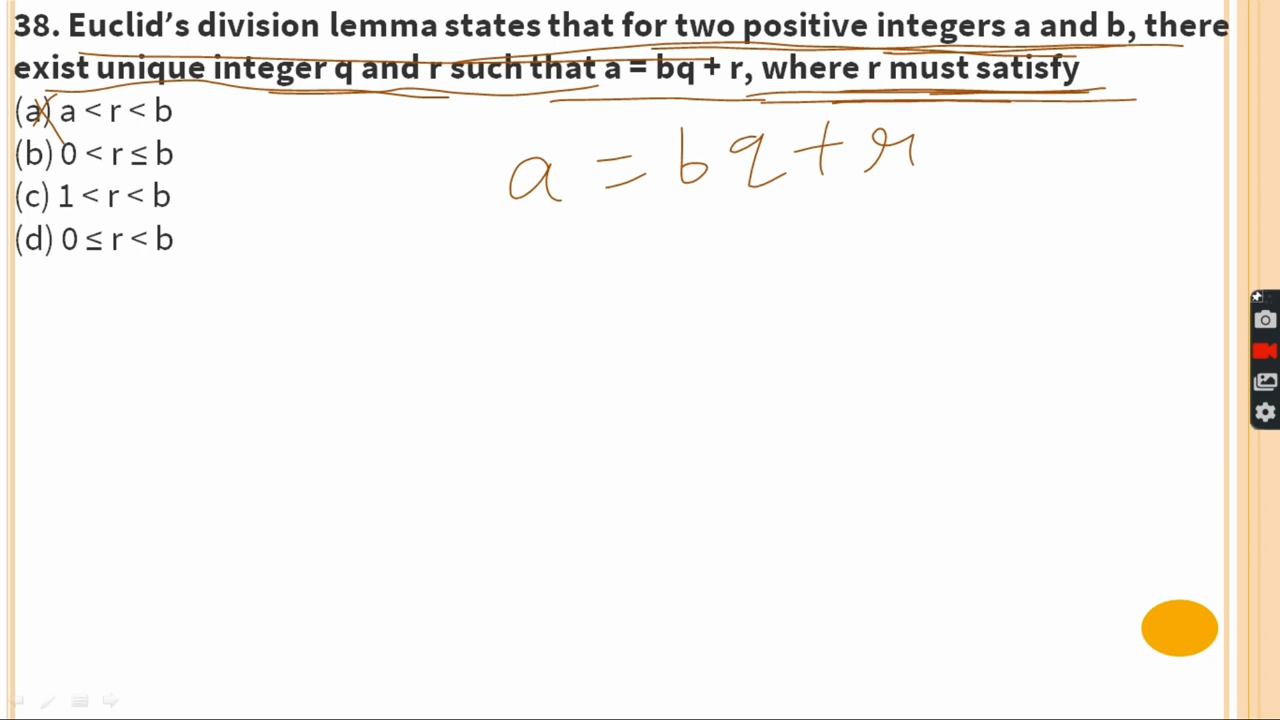 38. Euclid’s division lemma states that for two positive integers a and b, there
exist unique integer q and r such that a = bq + r, where r must satisfy
(a) a < r < b
(b) 0 < r ≤ b
(c) 1 < r < b
(d) 0 ≤ r < b
a = bq + r